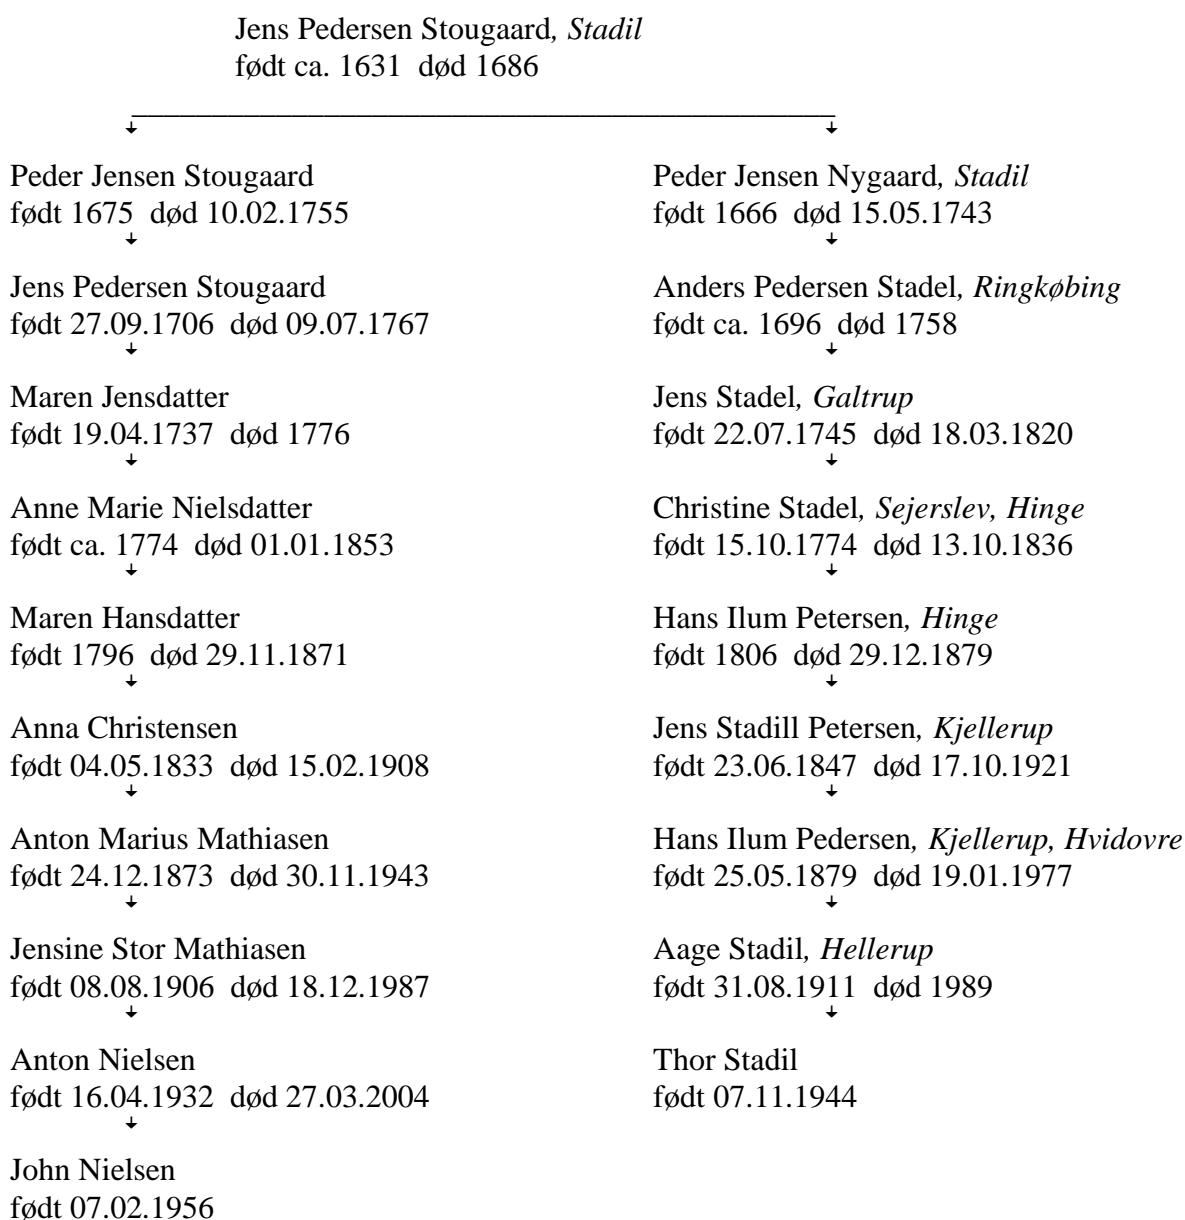 Jens Pedersen Stougaard, Stadil
født ca. 1631 død 1686
Peder Jensen Stougaard
født 1675 død 10.02.1755
Peder Jensen Nygaard, Stadil
født 1666 død 15.05.1743
Jens Pedersen Stougaard
født 27.09.1706 død 09.07.1767
Anders Pedersen Stadel, Ringkøbing
født ca. 1696 død 1758
Maren Jensdatter
født 19.04.1737 død 1776
Jens Stadel, Galtrup
født 22.07.1745 død 18.03.1820
Anne Marie Nielsdatter
født ca. 1774 død 01.01.1853
Christine Stadel, Sejerslev, Hinge
født 15.10.1774 død 13.10.1836
Maren Hansdatter
født 1796 død 29.11.1871
Hans Ilum Petersen, Hinge
født 1806 død 29.12.1879
Anna Christensen
født 04.05.1833 død 15.02.1908
Jens Stadill Petersen, Kjellerup
født 23.06.1847 død 17.10.1921
Anton Marius Mathiasen
født 24.12.1873 død 30.11.1943
Hans Ilum Pedersen, Kjellerup, Hvidovre
født 25.05.1879 død 19.01.1977
Jensine Stor Mathiasen
født 08.08.1906 død 18.12.1987
Aage Stadil, Hellerup
født 31.08.1911 død 1989
Anton Nielsen
født 16.04.1932 død 27.03.2004
Thor Stadil
født 07.11.1944
John Nielsen
født 07.02.1956